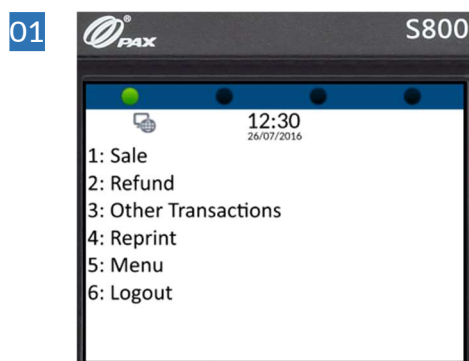 01
PAX®
S800
12:30
26/07/2016
1: Sale
2: Refund
3: Other Transactions
4: Reprint
5: Menu
6: Logout